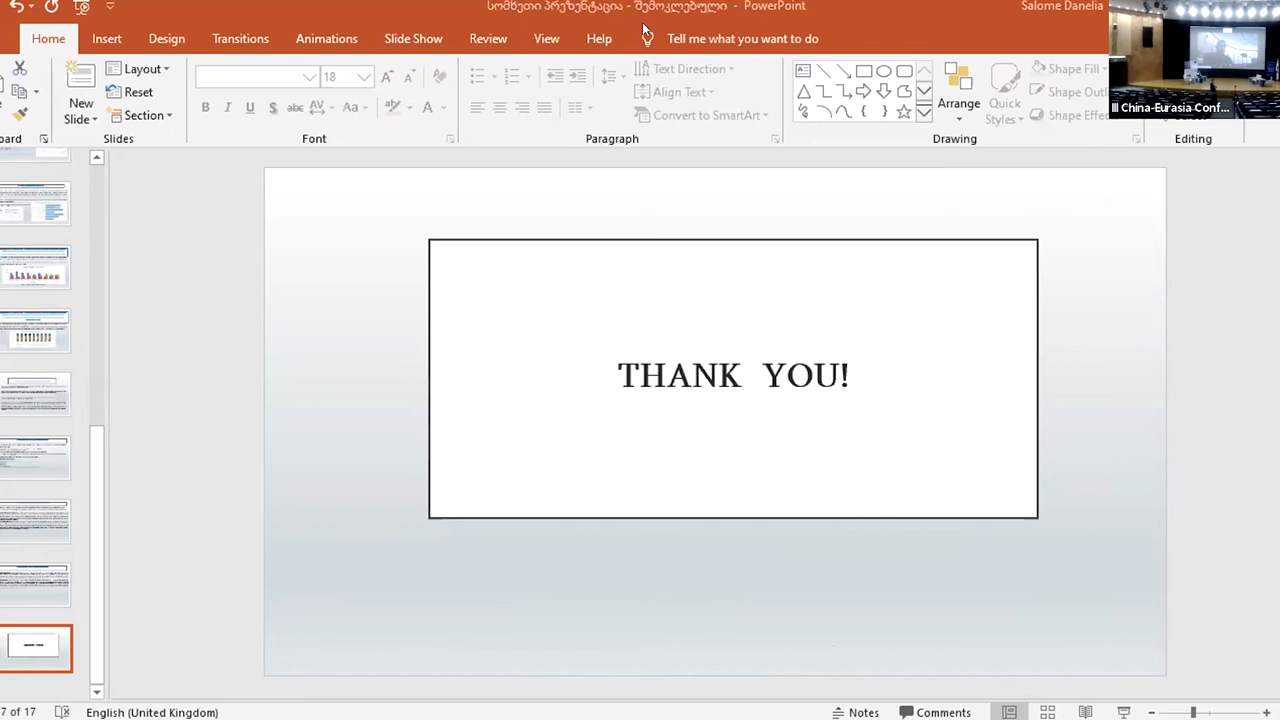 სომხეთი პრეზენტაცია - შემოკლებული - PowerPoint
Salome Danelia
Home
Insert
Design
Transitions
Animations
Slide Show
Review
View
Help
Tell me what you want to do
New
Slide
Layout
Reset
Section
18
B I U S abc AV Aa A
Text Direction
Align Text
Convert to SmartArt
Arrange
Quick
Styles
Shape Fill
Shape Outl
Shape Effe
III China-Eurasia Conf...
Slides
Font
Paragraph
Drawing
Editing
THANK YOU!
7 of 17
English (United Kingdom)
Notes
Comments